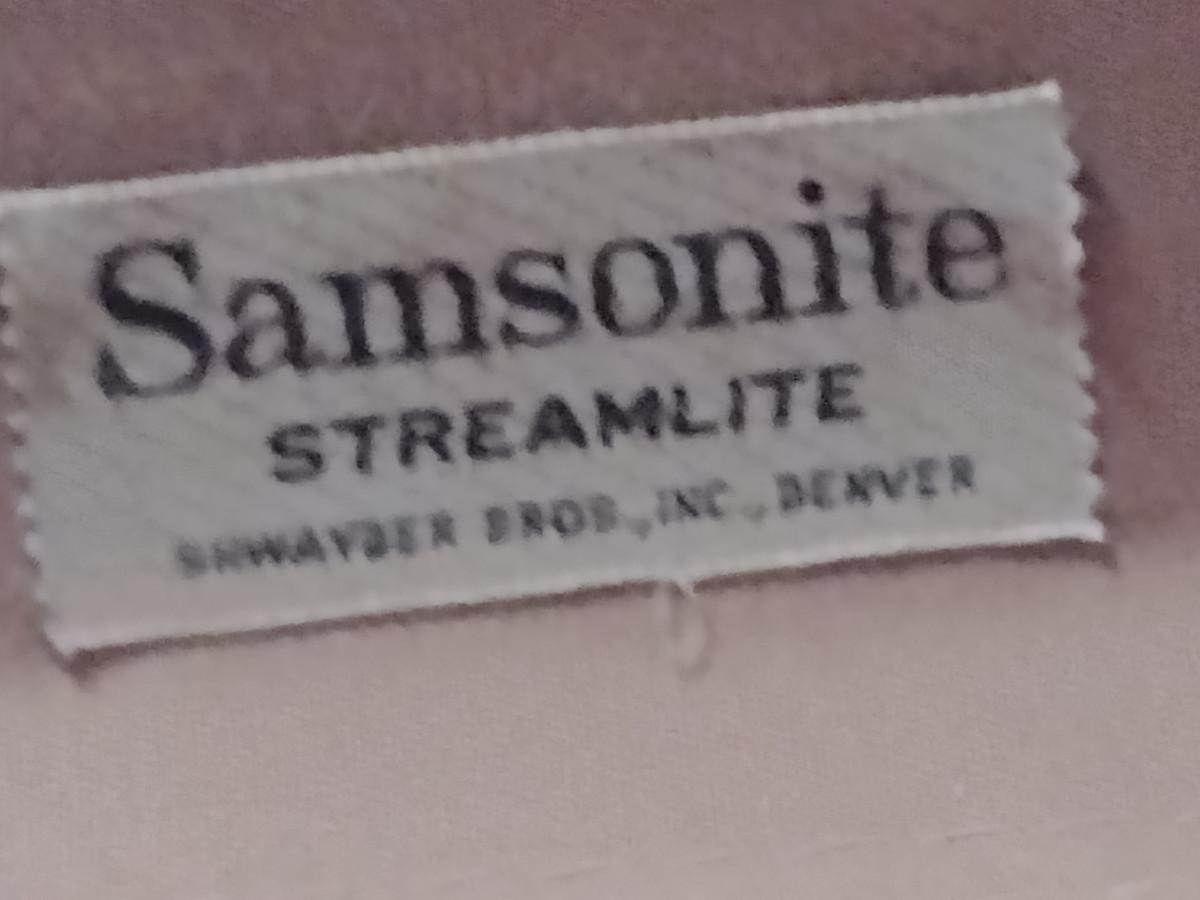 Samsonite
STREAMLITE
SHWAYDER BROS., INC., DENVER